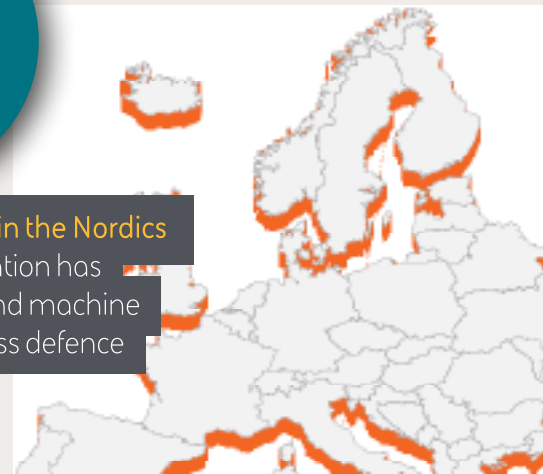 in the Nordics
ation has
nd machine
ss defence